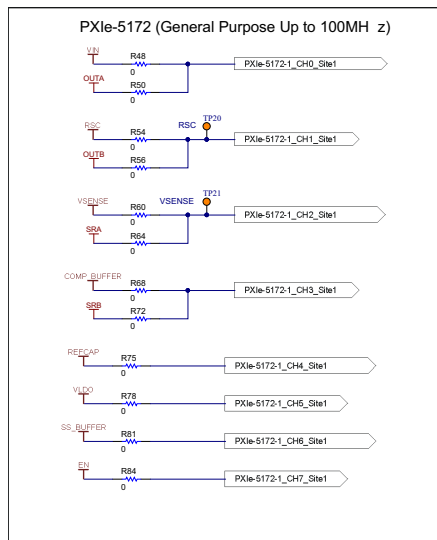 PXIe-5172 (General Purpose Up to 100MH z)
VIN
R48
0
PXIe-5172-1_CH0_Site1
OUTA
R50
0
RSC
R54
0
RSC
TP20
PXIe-5172-1_CH1_Site1
OUTB
R56
0
VSENSE
R60
0
VSENSE
TP21
PXIe-5172-1_CH2_Site1
SRA
R64
0
COMP_BUFFER
R68
0
PXIe-5172-1_CH3_Site1
SRB
R72
0
REFCAP
R75
0
PXIe-5172-1_CH4_Site1
VLDO
R78
0
PXIe-5172-1_CH5_Site1
SS_BUFFER
R81
0
PXIe-5172-1_CH6_Site1
EN
R84
0
PXIe-5172-1_CH7_Site1